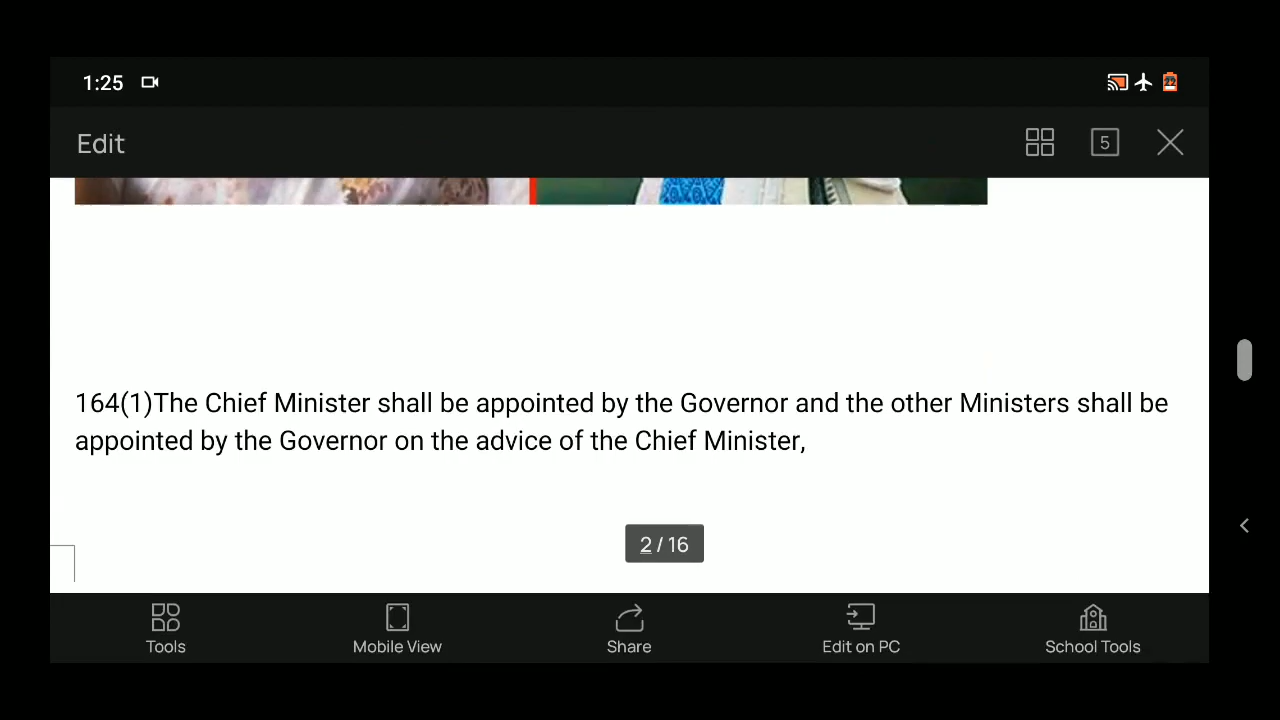 1:25
22
Edit
5
164(1)The Chief Minister shall be appointed by the Governor and the other Ministers shall be
appointed by the Governor on the advice of the Chief Minister,
2 / 16
Tools
Mobile View
Share
Edit on PC
School Tools